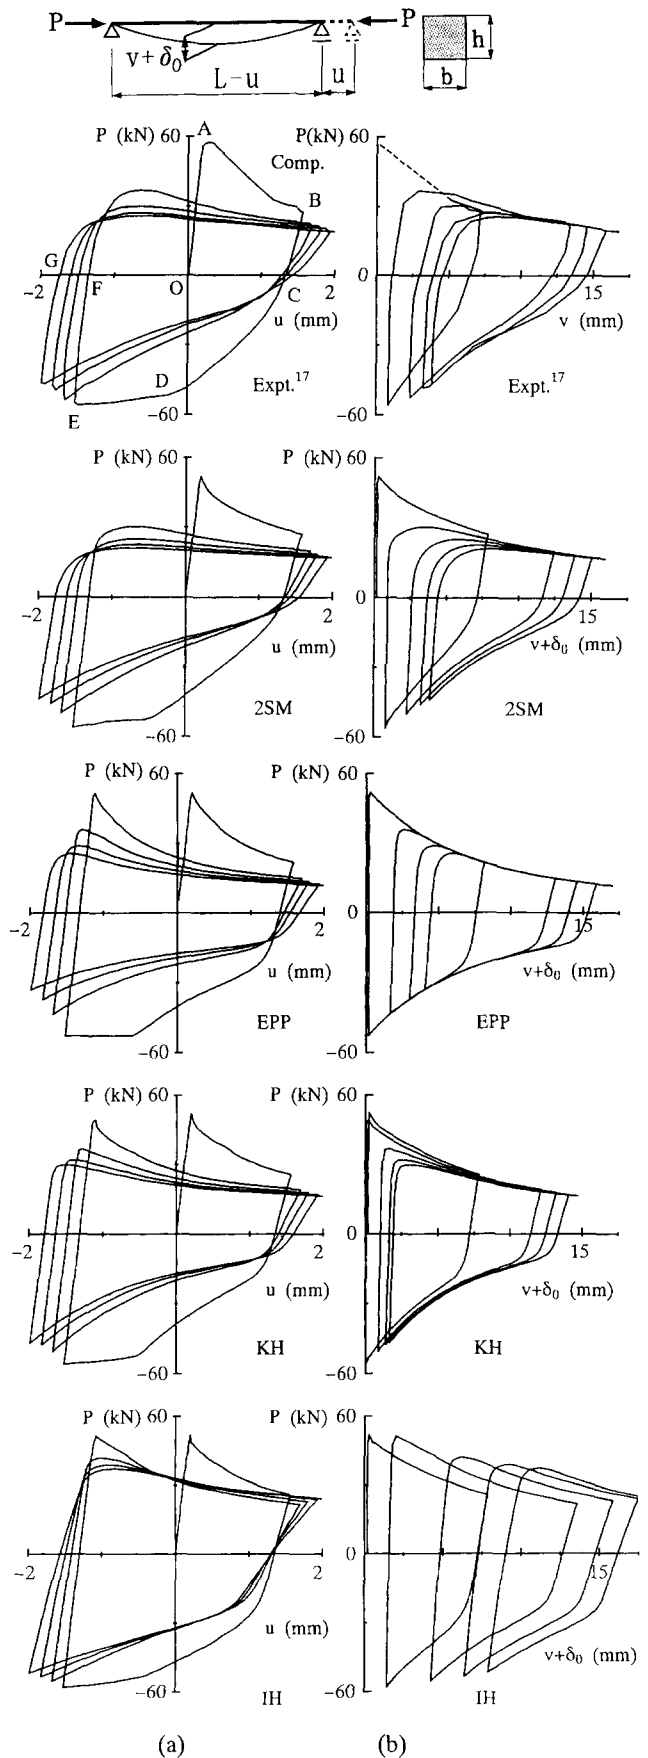 P P
v+δ₀ h
L-u u b
P (kN) 60 A P(kN) 60
Comp.
B
G
-2 F O C 2 0 15
u (mm) v (mm)
D Expt.¹⁷ Expt.¹⁷
E -60 -60
P (kN) 60 P (kN) 60
-2 2 0 15
u (mm) v+δ₀ (mm)
2SM 2SM
-60 -60
P (kN) 60 P (kN) 60
-2 2 0 15
u (mm) v+δ₀ (mm)
EPP EPP
-60 -60
P (kN) 60 P (kN) 60
-2 2 0 15
u (mm) v+δ₀ (mm)
KH KH
-60 -60
P (kN) 60 P (kN) 60
-2 2 0 15
u (mm) v+δ₀ (mm)
-60 IH -60 IH
(a) (b)